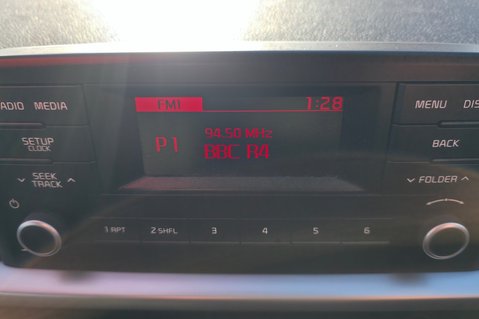 FM1 1:28
94.50 MHz
P1 BBC R4
RADIO MEDIA
SETUP
CLOCK
SEEK
TRACK
MENU DIS
BACK
FOLDER
1 RPT 2 SHFL 3 4 5 6